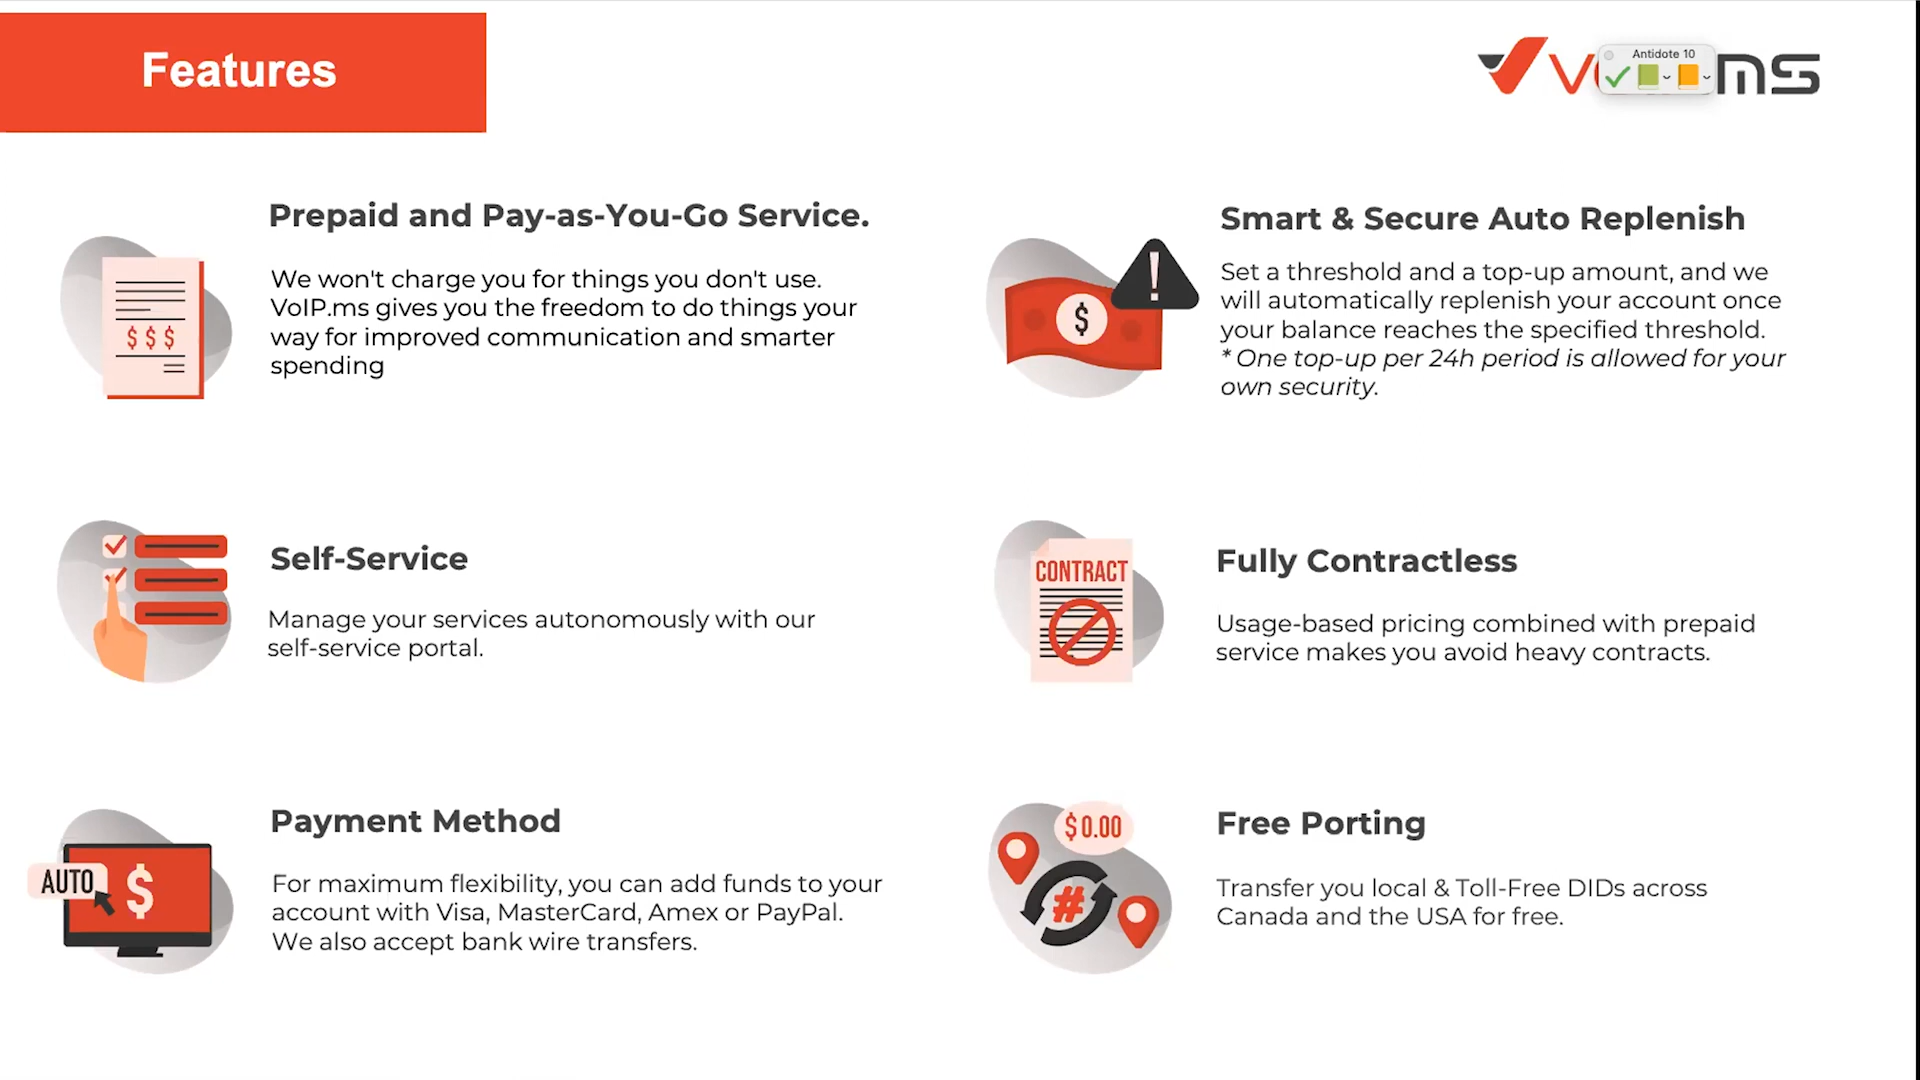 Features
Antidote 10
ms
Prepaid and Pay-as-You-Go Service.
We won't charge you for things you don't use.
VoIP.ms gives you the freedom to do things your
way for improved communication and smarter
spending
$ $ $
Smart & Secure Auto Replenish
Set a threshold and a top-up amount, and we
will automatically replenish your account once
your balance reaches the specified threshold.
* One top-up per 24h period is allowed for your
own security.
$
!
Self-Service
Manage your services autonomously with our
self-service portal.
CONTRACT
Fully Contractless
Usage-based pricing combined with prepaid
service makes you avoid heavy contracts.
AUTO
$
Payment Method
For maximum flexibility, you can add funds to your
account with Visa, MasterCard, Amex or PayPal.
We also accept bank wire transfers.
$0.00
#
Free Porting
Transfer you local & Toll-Free DIDs across
Canada and the USA for free.